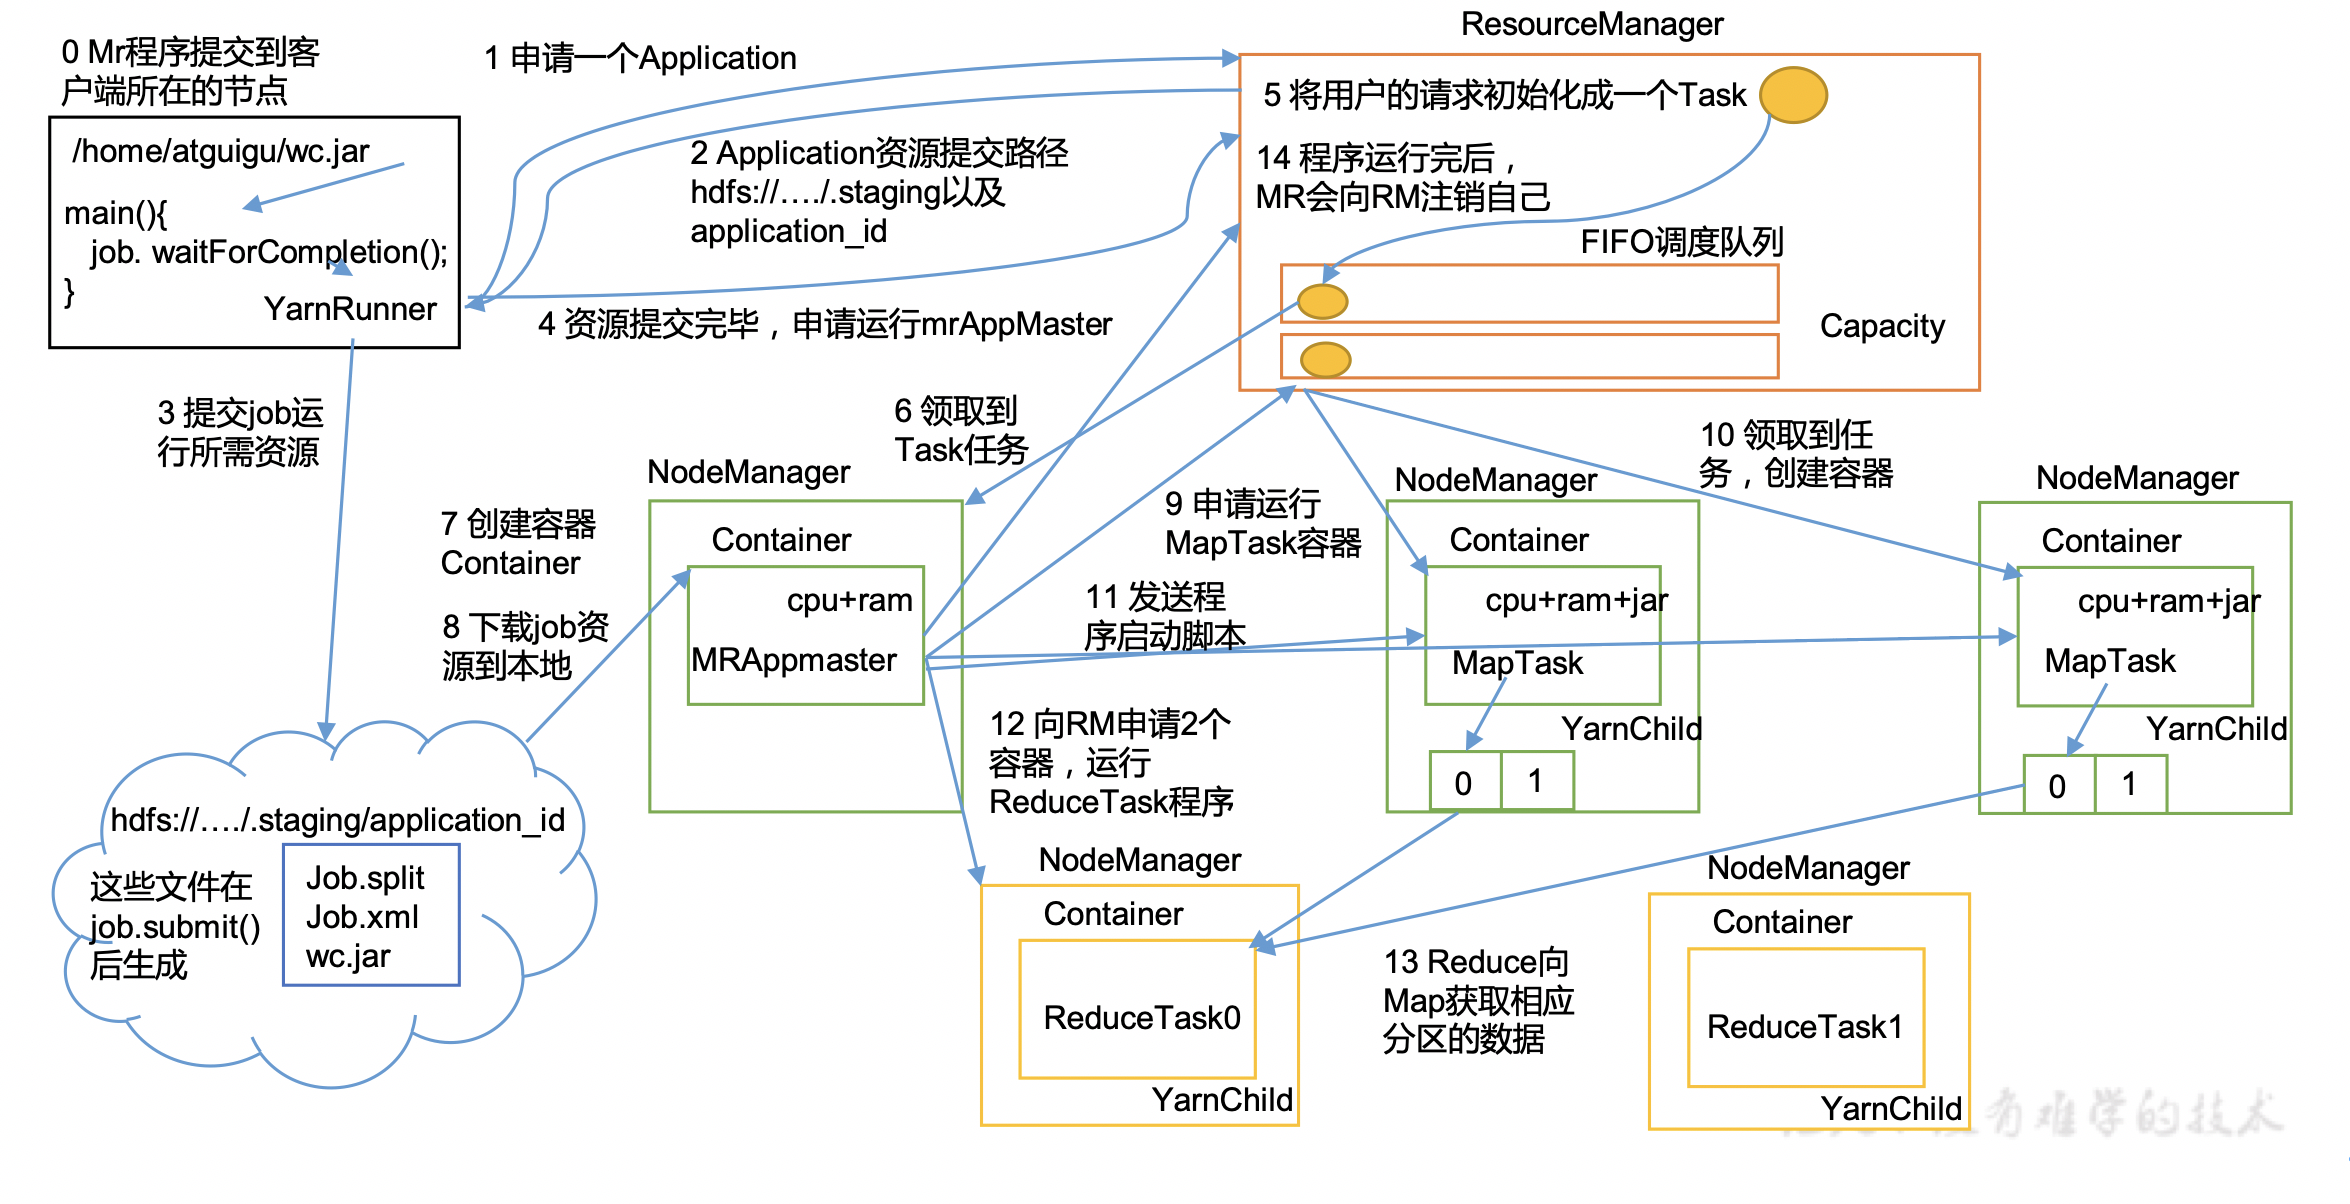 0 Mr程序提交到客
户端所在的节点
/home/atguigu/wc.jar
main(){
job. waitForCompletion();
}
YarnRunner
1 申请一个Application
2 Application资源提交路径
hdfs://…./.staging以及
application_id
3 提交job运
行所需资源
4 资源提交完毕，申请运行mrAppMaster
ResourceManager
5 将用户的请求初始化成一个Task
14 程序运行完后，
MR会向RM注销自己
FIFO调度队列
Capacity
6 领取到
Task任务
7 创建容器
Container
8 下载job资
源到本地
NodeManager
Container
cpu+ram
MRAppmaster
9 申请运行
MapTask容器
10 领取到任
务，创建容器
11 发送程
序启动脚本
NodeManager
Container
cpu+ram+jar
MapTask
YarnChild
0
1
NodeManager
Container
cpu+ram+jar
MapTask
YarnChild
0
1
12 向RM申请2个
容器，运行
ReduceTask程序
hdfs://…./.staging/application_id
这些文件在
job.submit()
后生成
Job.split
Job.xml
wc.jar
NodeManager
Container
ReduceTask0
YarnChild
13 Reduce向
Map获取相应
分区的数据
NodeManager
Container
ReduceTask1
YarnChild
有难学的技术